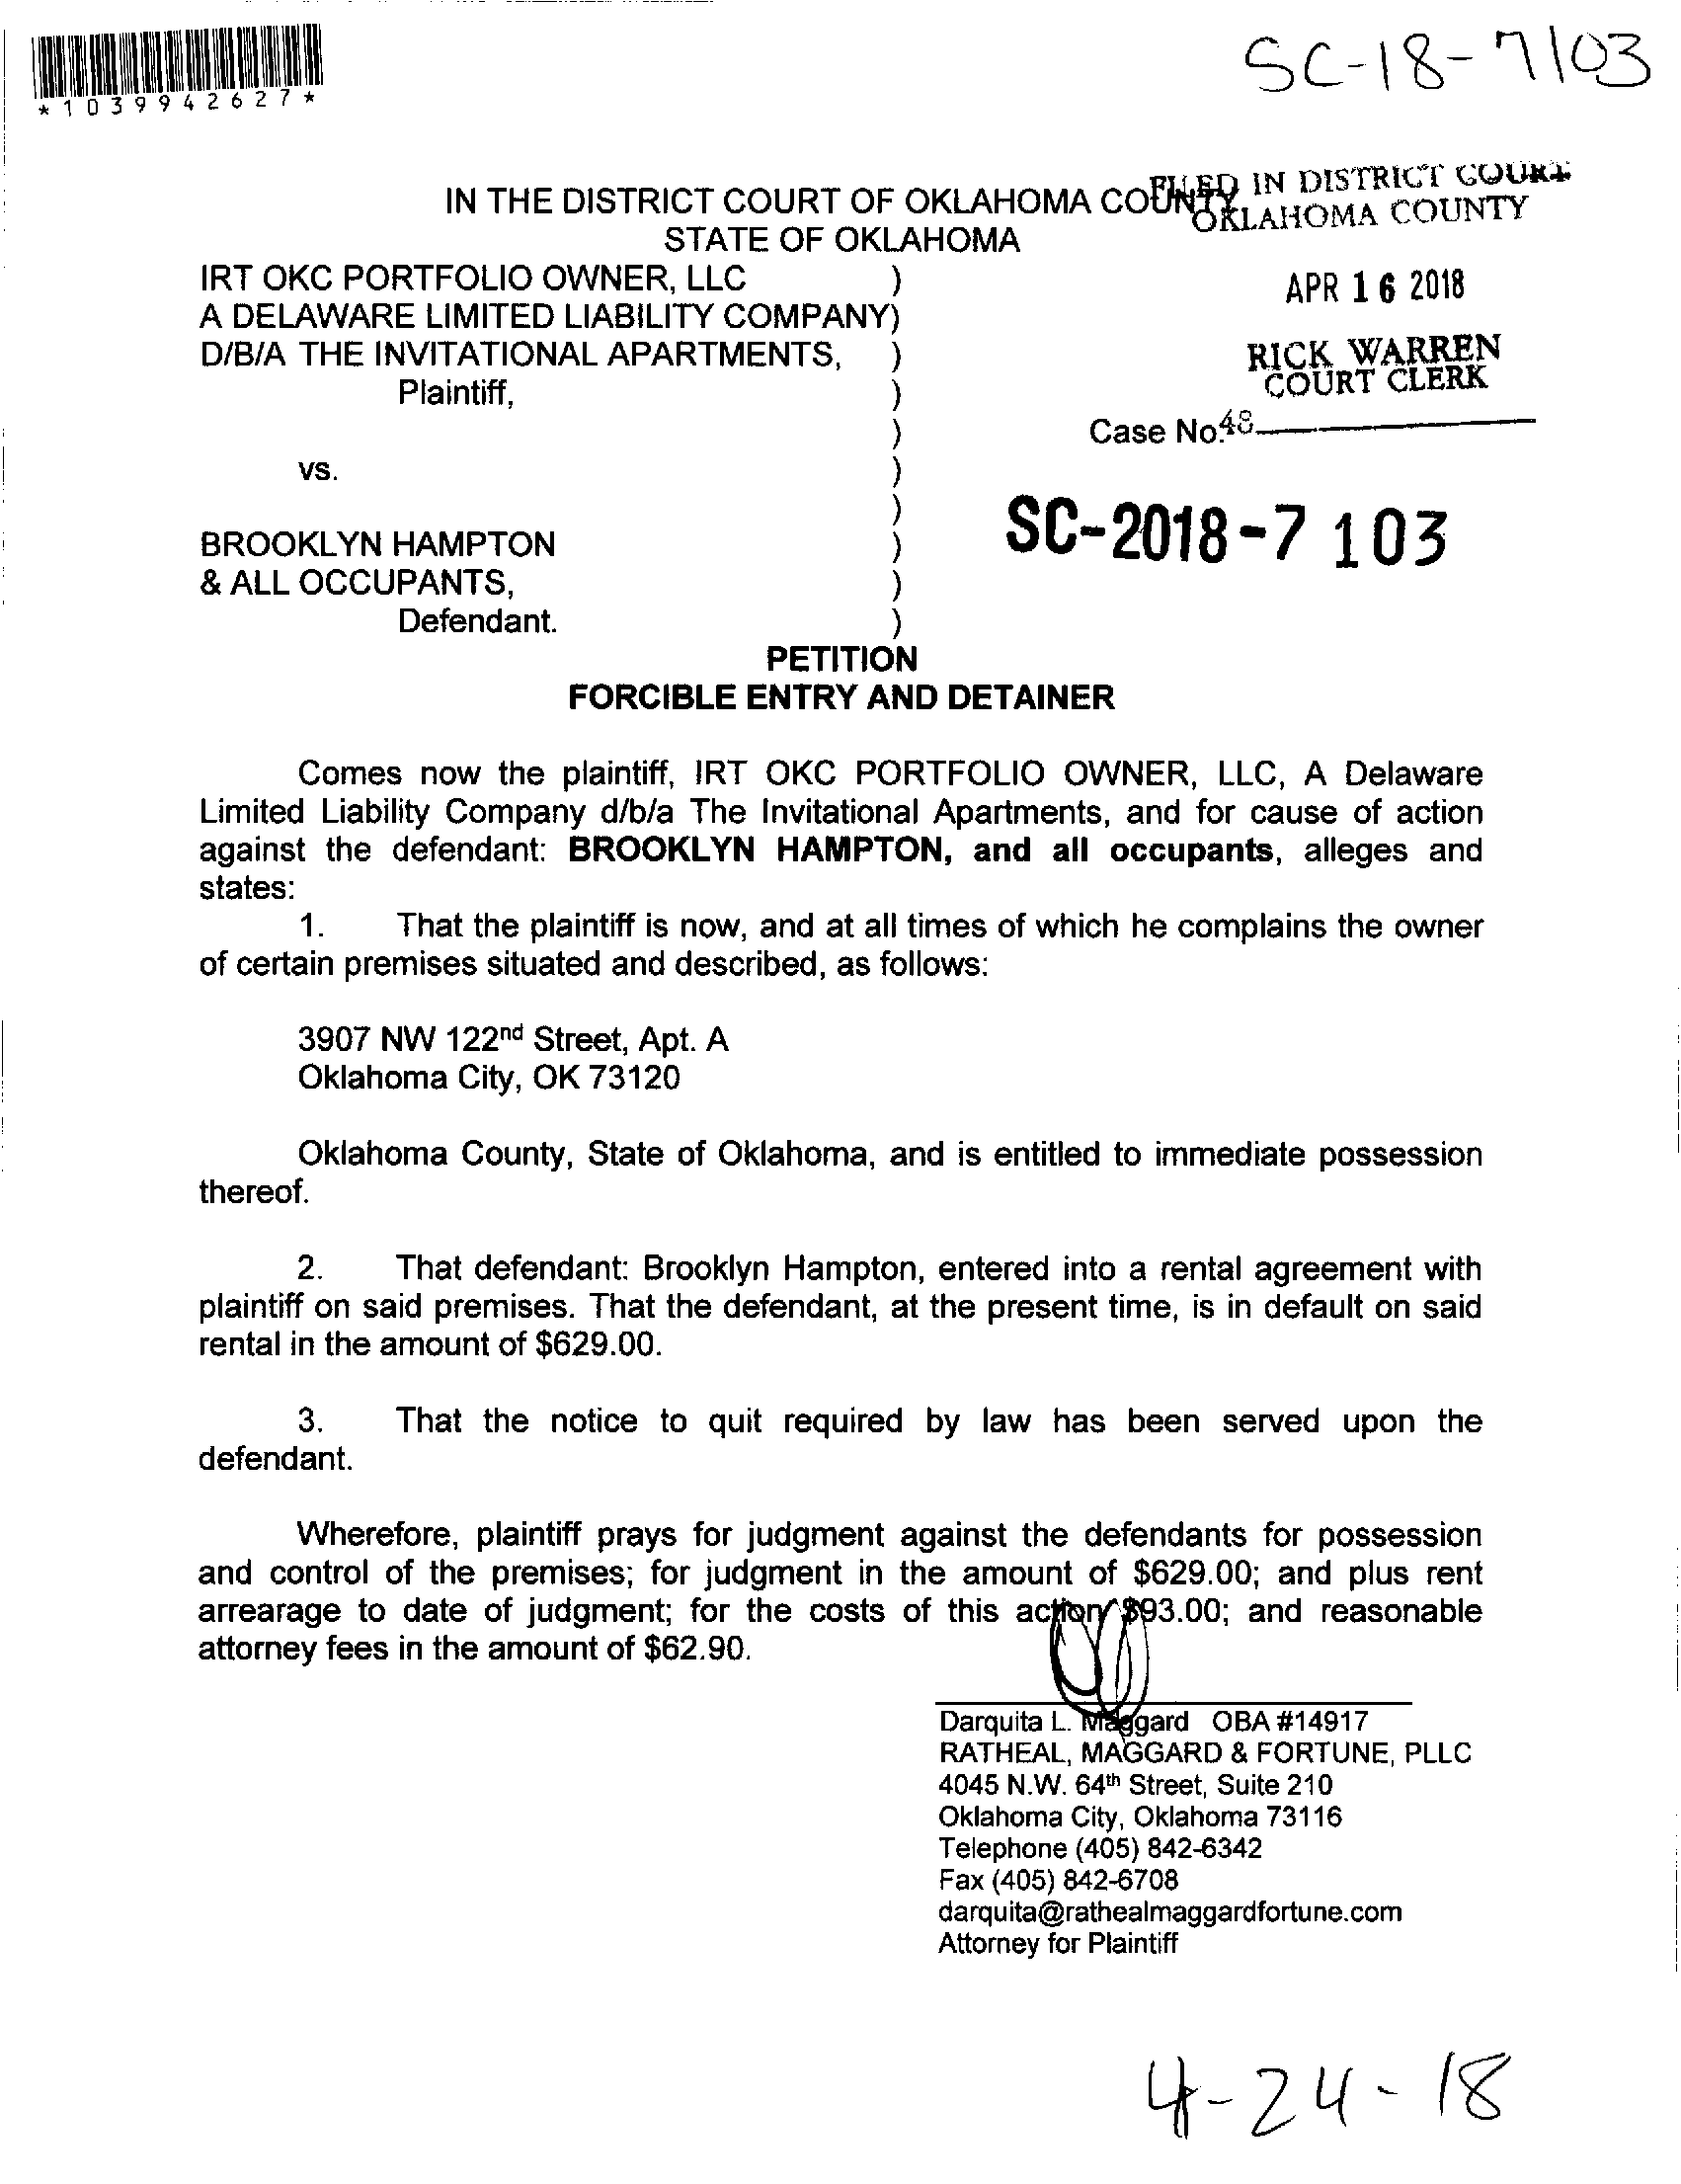 SC-18-7103
*1039942627*
FILED IN DISTRICT COURT
IN THE DISTRICT COURT OF OKLAHOMA COUNTY
OKLAHOMA COUNTY
STATE OF OKLAHOMA
IRT OKC PORTFOLIO OWNER, LLC )
APR 16 2018
A DELAWARE LIMITED LIABILITY COMPANY)
D/B/A THE INVITATIONAL APARTMENTS, )
RICK WARREN
COURT CLERK
Plaintiff, )
) Case No. 48
vs. )
)
SC-2018-7 103
BROOKLYN HAMPTON )
& ALL OCCUPANTS, )
Defendant. )
PETITION
FORCIBLE ENTRY AND DETAINER
Comes now the plaintiff, IRT OKC PORTFOLIO OWNER, LLC, A Delaware
Limited Liability Company d/b/a The Invitational Apartments, and for cause of action
against the defendant: BROOKLYN HAMPTON, and all occupants, alleges and
states:
1. That the plaintiff is now, and at all times of which he complains the owner
of certain premises situated and described, as follows:
3907 NW 122nd Street, Apt. A
Oklahoma City, OK 73120
Oklahoma County, State of Oklahoma, and is entitled to immediate possession
thereof.
2. That defendant: Brooklyn Hampton, entered into a rental agreement with
plaintiff on said premises. That the defendant, at the present time, is in default on said
rental in the amount of $629.00.
3. That the notice to quit required by law has been served upon the
defendant.
Wherefore, plaintiff prays for judgment against the defendants for possession
and control of the premises; for judgment in the amount of $629.00; and plus rent
arrearage to date of judgment; for the costs of this action $93.00; and reasonable
attorney fees in the amount of $62.90.
Darquita L. Maggard OBA #14917
RATHEAL, MAGGARD & FORTUNE, PLLC
4045 N.W. 64th Street, Suite 210
Oklahoma City, Oklahoma 73116
Telephone (405) 842-6342
Fax (405) 842-6708
darquita@rathealmaggardfortune.com
Attorney for Plaintiff
4-24-18